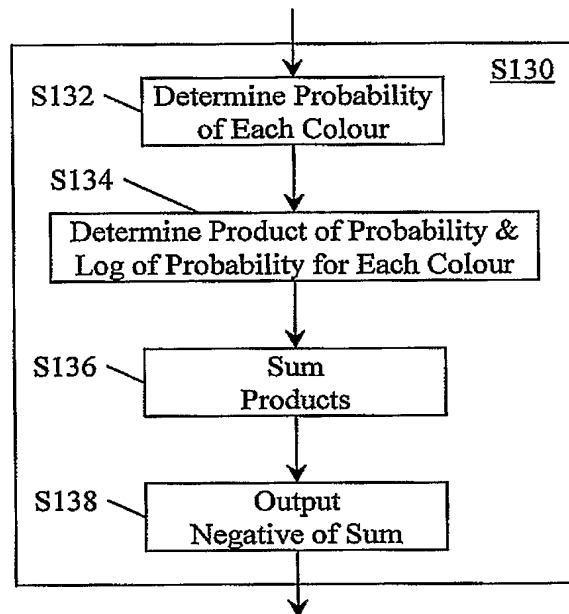 S130
S132
Determine Probability
of Each Colour
S134
Determine Product of Probability &
Log of Probability for Each Colour
S136
Sum
Products
S138
Output
Negative of Sum